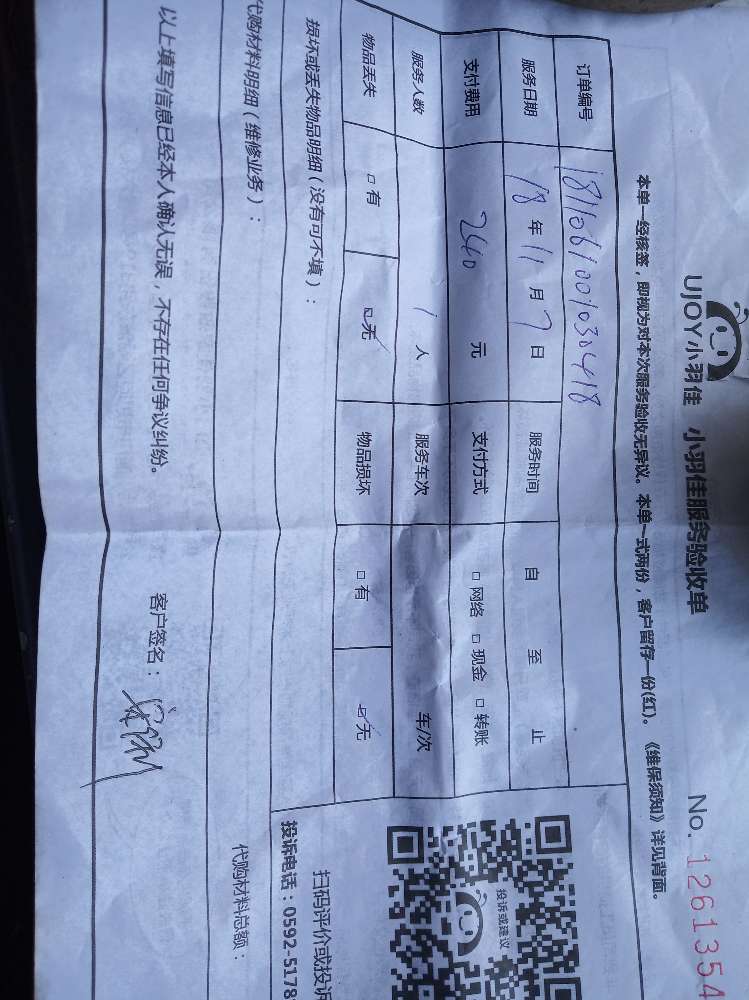 UJOY小羽佳 小羽佳服务验收单 No. 1261354
本单一经核签，即视为对本次服务验收无异议。本单一式两份，客户留存一份(红)。《维保须知》详见背面。
订单编号 1811061001030418
服务日期 18 年 11 月 7 日 服务时间 自 至 止
支付费用 240 元 支付方式 □ 网络 □ 现金 □ 转账
服务人数 1 人 服务车次 车/次
物品丢失 □ 有 ☑ 无 物品损坏 □ 有 ☑ 无
投诉或建议
损坏或丢失物品明细（没有可不填）：
扫码评价或投诉
投诉电话：0592-5178
代购材料明细（维修业务）：
代购材料总额：
以上填写信息已经本人确认无误，不存在任何争议纠纷。
客户签名：